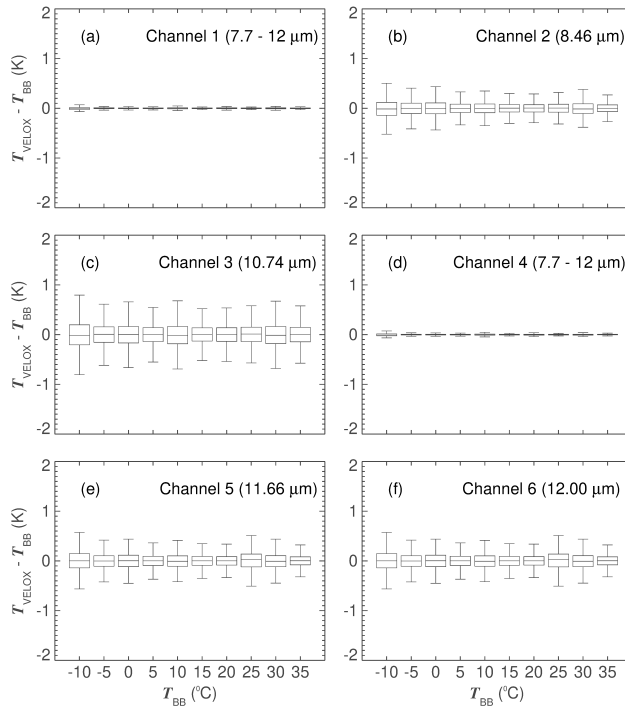 2
(a) Channel 1 (7.7 - 12 μm)
1
0
-1
-2
T_VELOX - T_BB (K)
2
(b) Channel 2 (8.46 μm)
1
0
-1
-2
2
(c) Channel 3 (10.74 μm)
1
0
-1
-2
T_VELOX - T_BB (K)
2
(d) Channel 4 (7.7 - 12 μm)
1
0
-1
-2
2
(e) Channel 5 (11.66 μm)
1
0
-1
-2
T_VELOX - T_BB (K)
-10 -5 0 5 10 15 20 25 30 35
T_BB (°C)
2
(f) Channel 6 (12.00 μm)
1
0
-1
-2
-10 -5 0 5 10 15 20 25 30 35
T_BB (°C)